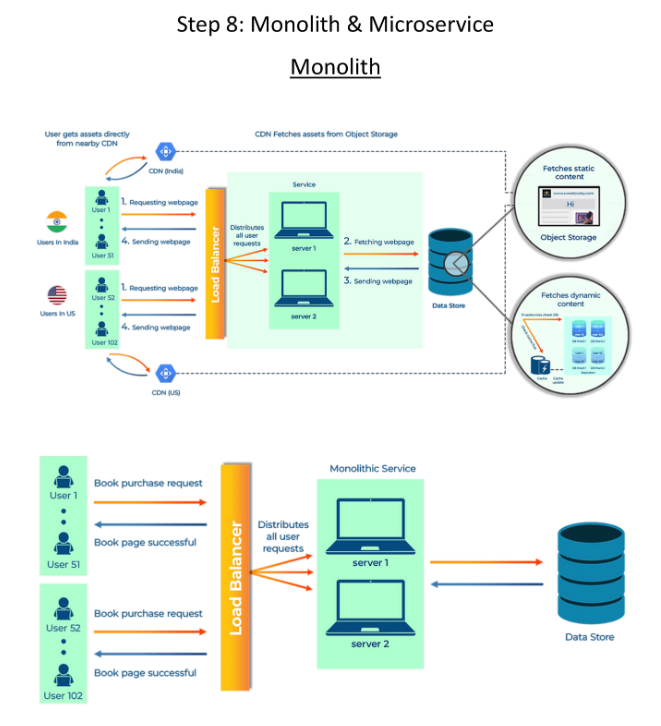 Step 8: Monolith & Microservice
Monolith
User gets assets directly
from nearby CDN
CDN (India)
CDN Fetches assets from Object Storage
Users In India
User 1
User 51
1. Requesting webpage
4. Sending webpage
Users In US
User 52
User 102
1. Requesting webpage
4. Sending webpage
CDN (US)
Load Balancer
Distributes
all user
requests
Service
server 1
server 2
2. Fetching webpage
3. Sending webpage
Data Store
Fetches static
content
Hi
Object Storage
Fetches dynamic
content
Cache
Cache
update
User 1
User 51
Book purchase request
Book page successful
User 52
User 102
Book purchase request
Book page successful
Load Balancer
Distributes
all user
requests
Monolithic Service
server 1
server 2
Data Store